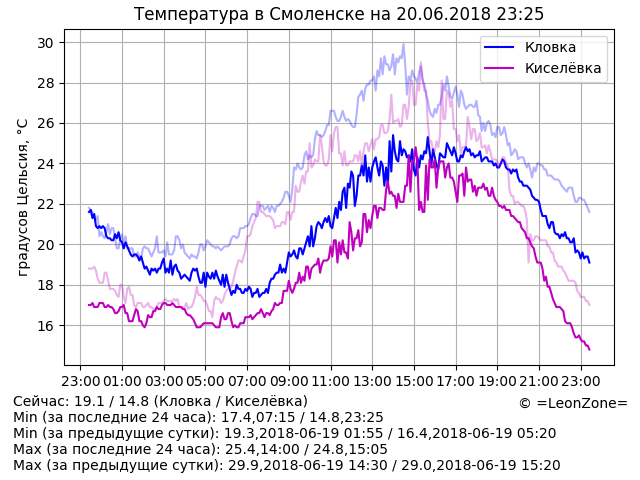 Температура в Смоленске на 20.06.2018 23:25
Кловка
Киселёвка
градусов Цельсия, °C
30
28
26
24
22
20
18
16
23:00 01:00 03:00 05:00 07:00 09:00 11:00 13:00 15:00 17:00 19:00 21:00 23:00
Сейчас: 19.1 / 14.8 (Кловка / Киселёвка)
© =LeonZone=
Min (за последние 24 часа): 17.4,07:15 / 14.8,23:25
Min (за предыдущие сутки): 19.3,2018-06-19 01:55 / 16.4,2018-06-19 05:20
Max (за последние 24 часа): 25.4,14:00 / 24.8,15:05
Max (за предыдущие сутки): 29.9,2018-06-19 14:30 / 29.0,2018-06-19 15:20